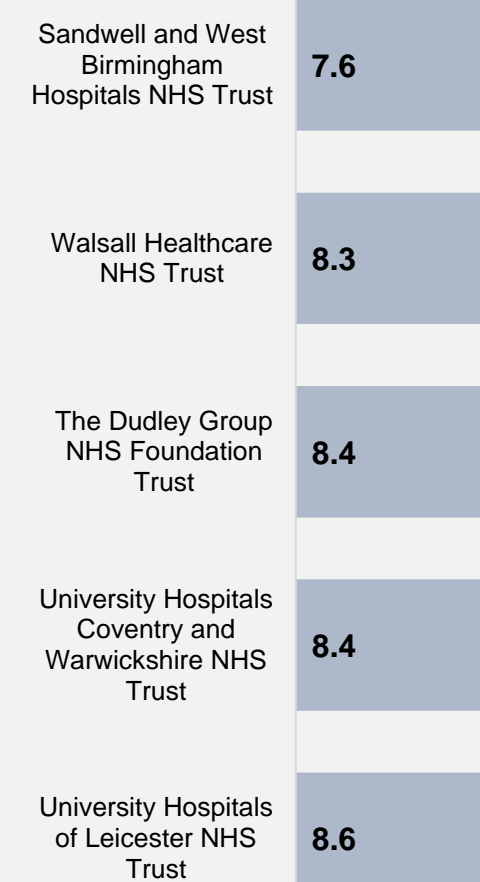 Sandwell and West
Birmingham
Hospitals NHS Trust
7.6
Walsall Healthcare
NHS Trust
8.3
The Dudley Group
NHS Foundation
Trust
8.4
University Hospitals
Coventry and
Warwickshire NHS
Trust
8.4
University Hospitals
of Leicester NHS
Trust
8.6